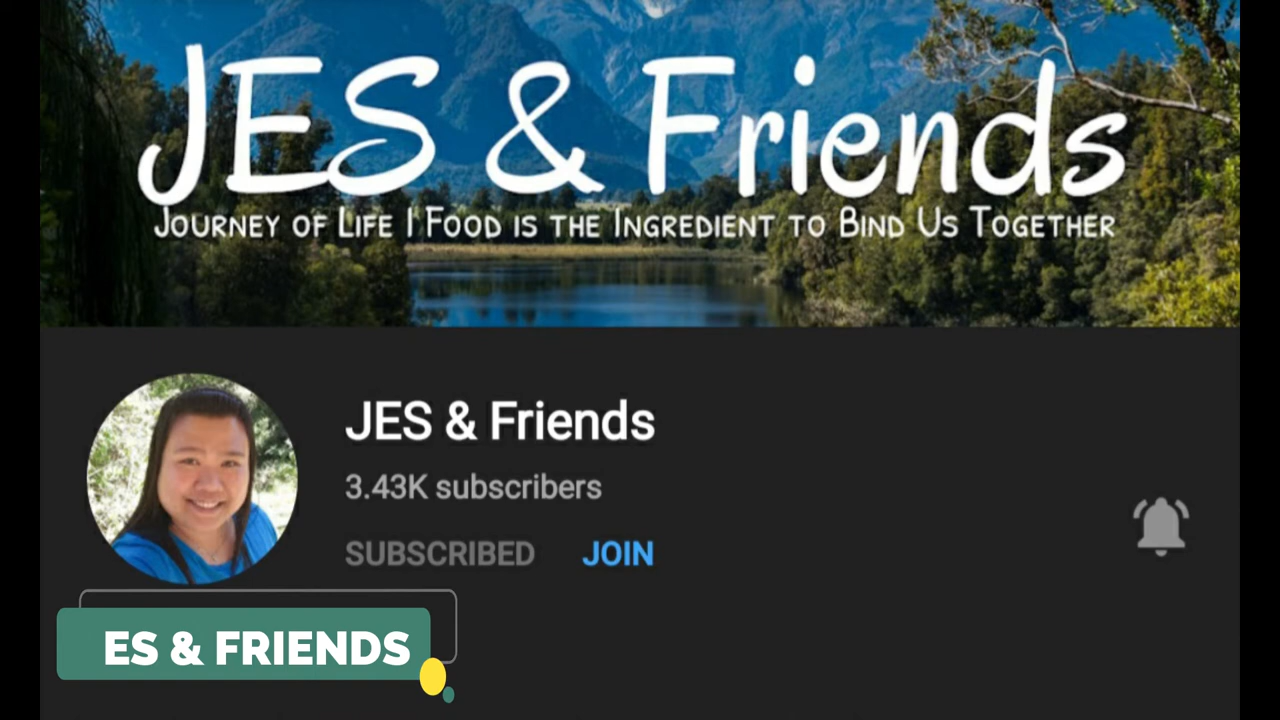 JES & Friends
JOURNEY OF LIFE | FOOD IS THE INGREDIENT TO BIND US TOGETHER
JES & Friends
3.43K subscribers
SUBSCRIBED JOIN
ES & FRIENDS